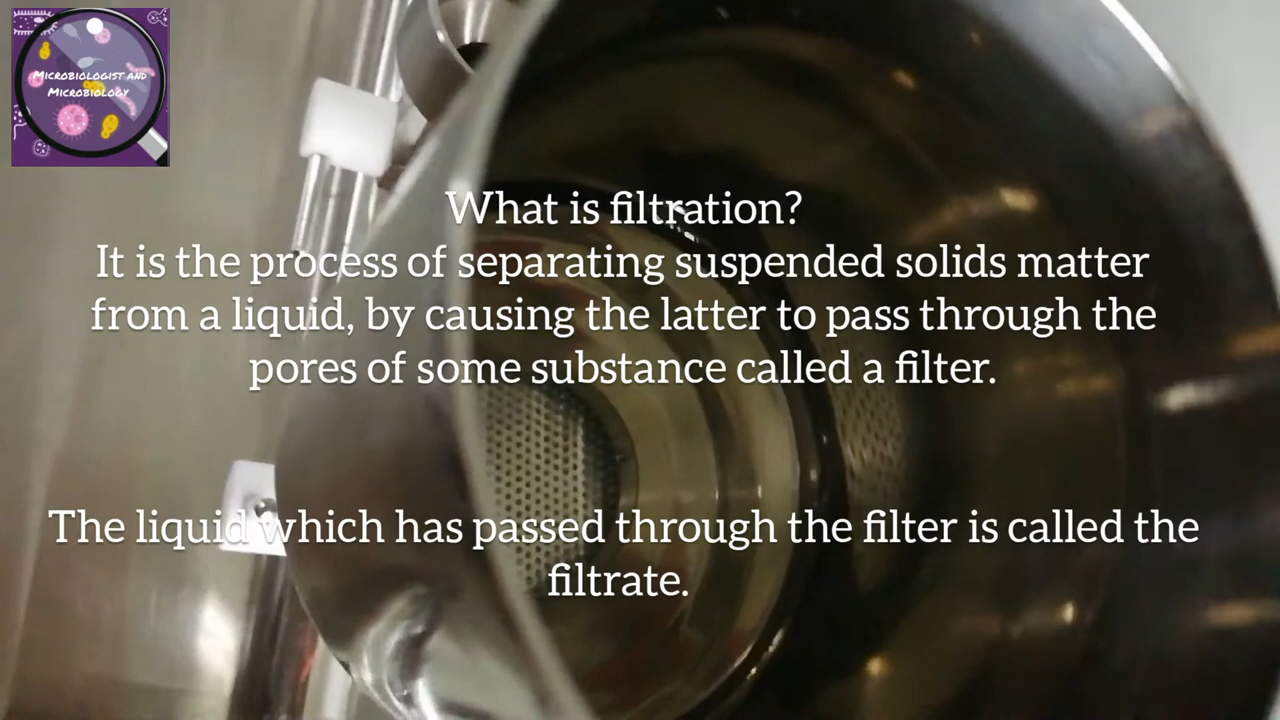 MICROBIOLOGIST AND
MICROBIOLOGY
What is filtration?
It is the process of separating suspended solids matter
from a liquid, by causing the latter to pass through the
pores of some substance called a filter.
The liquid which has passed through the filter is called the
filtrate.